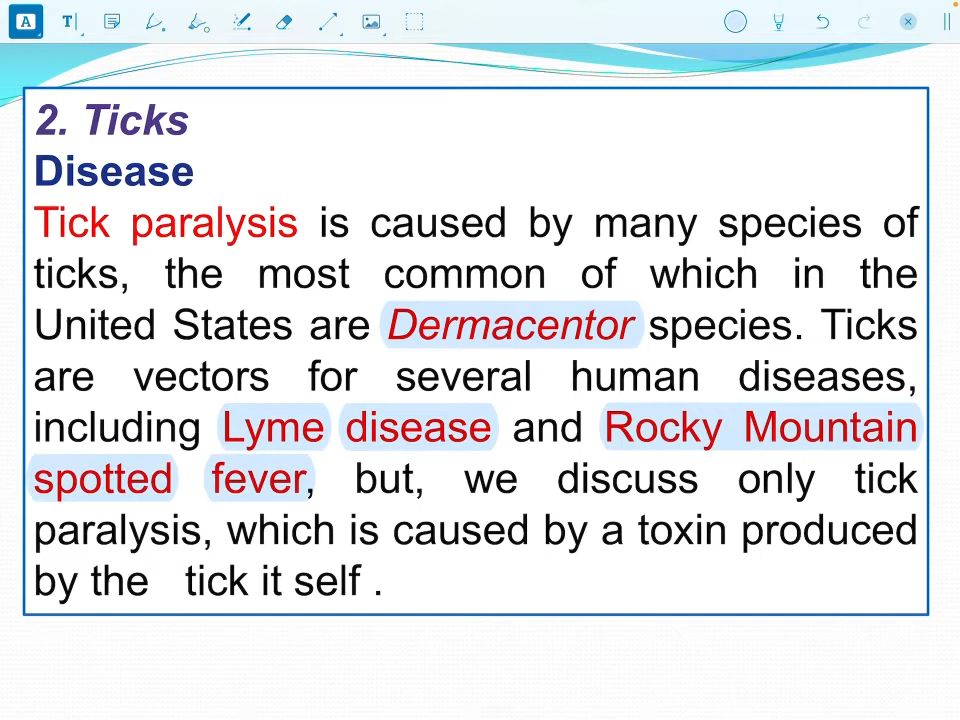 2. Ticks
Disease
Tick paralysis is caused by many species of
ticks, the most common of which in the
United States are Dermacentor species. Ticks
are vectors for several human diseases,
including Lyme disease and Rocky Mountain
spotted fever, but, we discuss only tick
paralysis, which is caused by a toxin produced
by the tick it self .